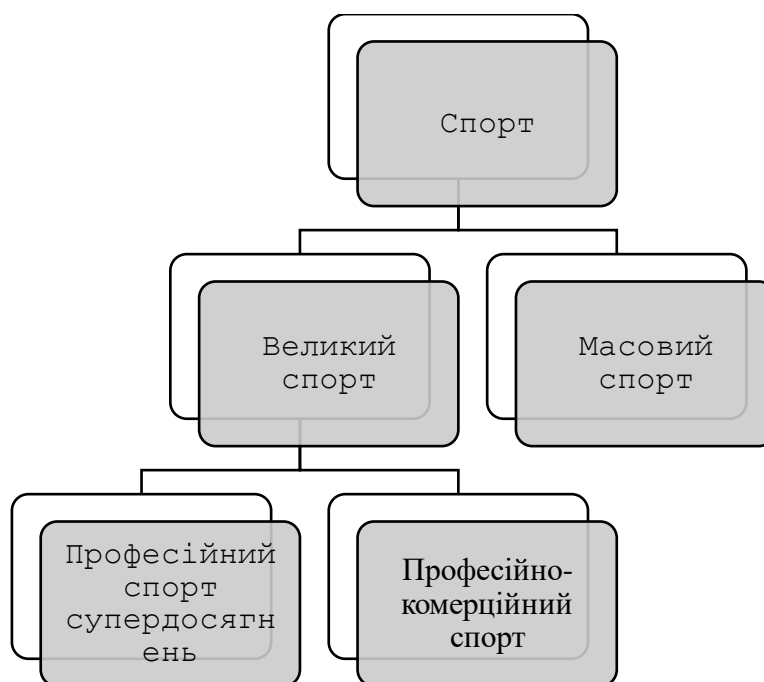 Спорт
Великий
спорт
Масовий
спорт
Професійний
спорт
супердосягн
ень
Професійно-
комерційний
спорт